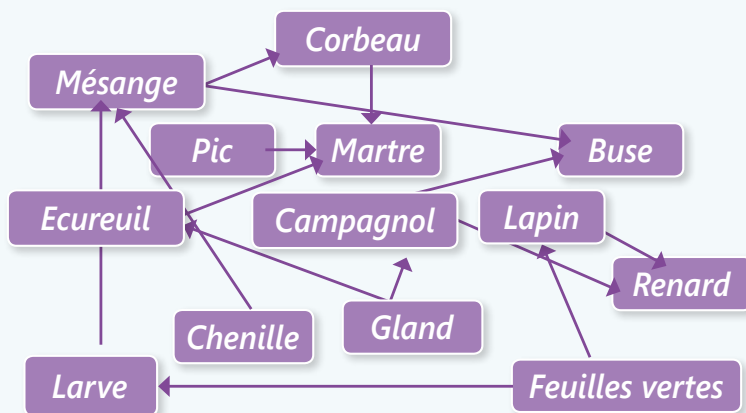 Corbeau
Mésange
Pic
Martre
Buse
Ecureuil
Campagnol
Lapin
Renard
Chenille
Gland
Larve
Feuilles vertes